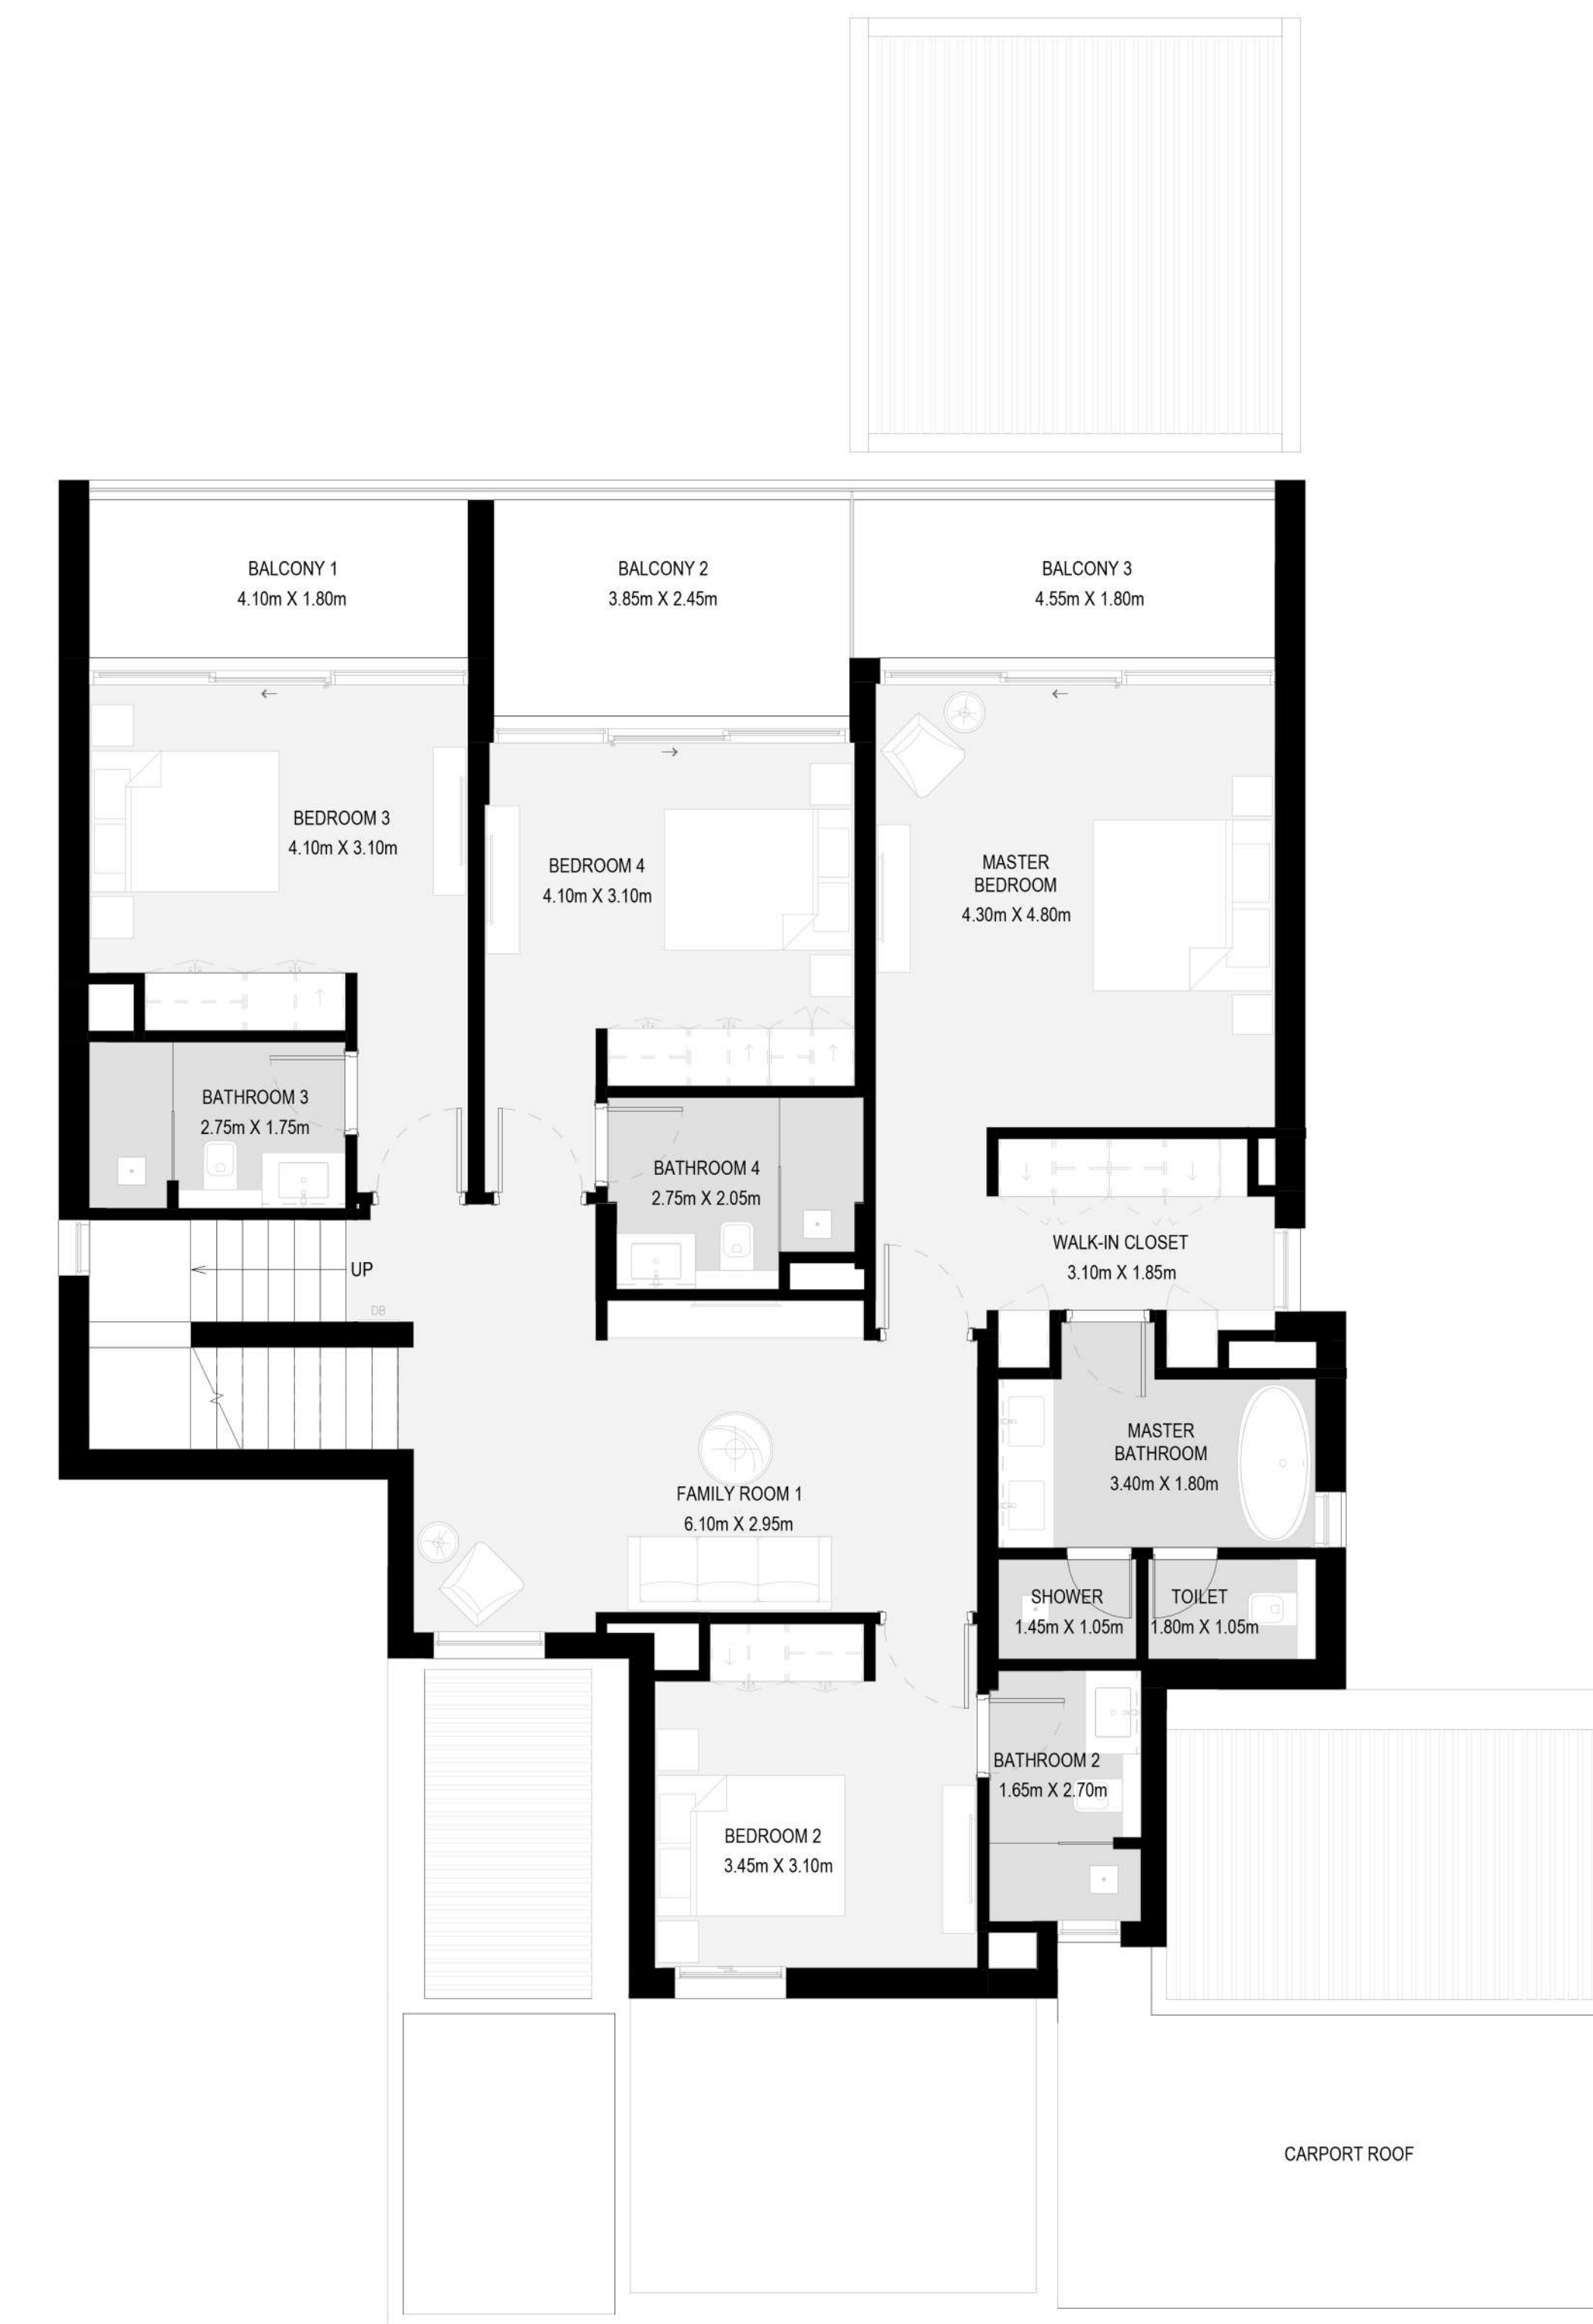 BALCONY 1
4.10m X 1.80m
BALCONY 2
3.85m X 2.45m
BALCONY 3
4.55m X 1.80m
BEDROOM 3
4.10m X 3.10m
BEDROOM 4
4.10m X 3.10m
MASTER
BEDROOM
4.30m X 4.80m
BATHROOM 3
2.75m X 1.75m
BATHROOM 4
2.75m X 2.05m
WALK-IN CLOSET
3.10m X 1.85m
UP
DB
MASTER
BATHROOM
3.40m X 1.80m
FAMILY ROOM 1
6.10m X 2.95m
SHOWER
1.45m X 1.05m
TOILET
1.80m X 1.05m
BATHROOM 2
1.65m X 2.70m
BEDROOM 2
3.45m X 3.10m
CARPORT ROOF